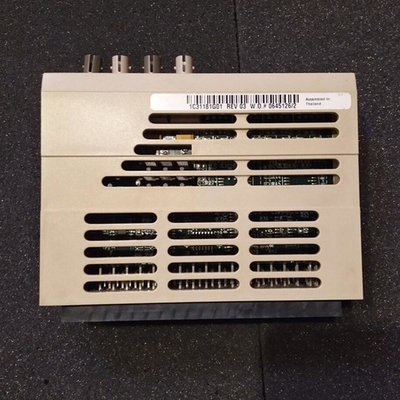 1C31181G01 REV 03 W.O.# 0645126/2
Assembled In
Thailand